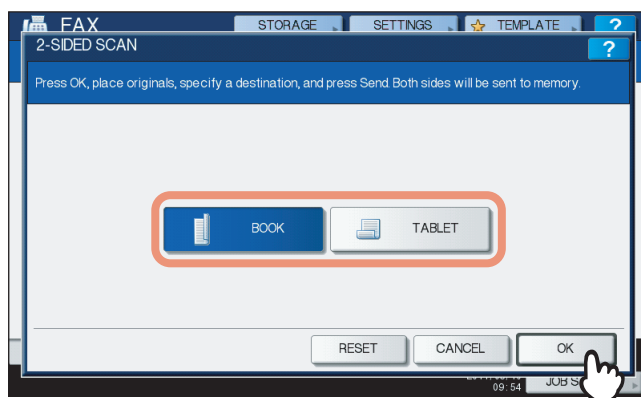 FAX STORAGE SETTINGS TEMPLATE ?
2-SIDED SCAN ?
Press OK, place originals, specify a destination, and press Send. Both sides will be sent to memory.
BOOK TABLET
RESET CANCEL OK
09:54 JOB S